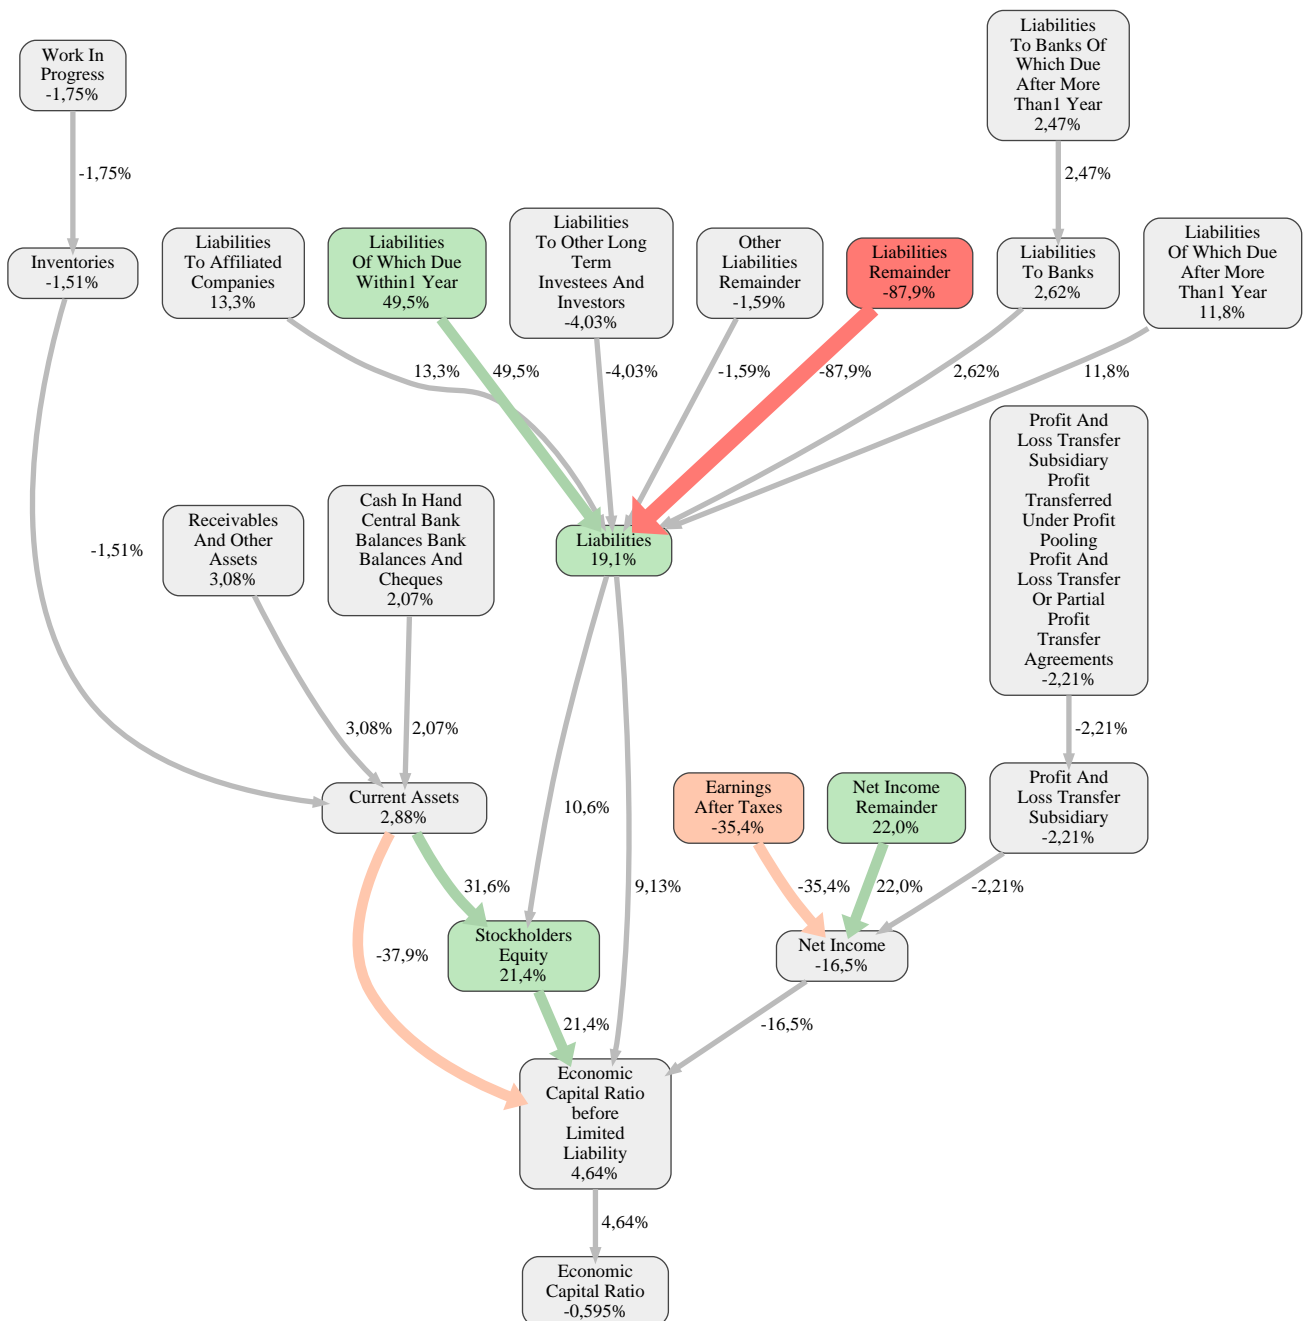 Liabilities
To Banks Of
Which Due
After More
Than1 Year
2,47%
Work In
Progress
-1,75%
-1,75%
2,47%
Inventories
-1,51%
Liabilities
To Affiliated
Companies
13,3%
Liabilities
Of Which Due
Within1 Year
49,5%
Liabilities
To Other Long
Term
Investees And
Investors
-4,03%
Other
Liabilities
Remainder
-1,59%
Liabilities
Remainder
-87,9%
Liabilities
To Banks
2,62%
Liabilities
Of Which Due
After More
Than1 Year
11,8%
13,3%
49,5%
-4,03%
-1,59%
-87,9%
2,62%
11,8%
-1,51%
Receivables
And Other
Assets
3,08%
Cash In Hand
Central Bank
Balances Bank
Balances And
Cheques
2,07%
Liabilities
19,1%
Profit And
Loss Transfer
Subsidiary
Profit
Transferred
Under Profit
Pooling
Profit And
Loss Transfer
Or Partial
Profit
Transfer
Agreements
-2,21%
3,08%
2,07%
-2,21%
Current Assets
2,88%
10,6%
Earnings
After Taxes
-35,4%
Net Income
Remainder
22,0%
Profit And
Loss Transfer
Subsidiary
-2,21%
31,6%
9,13%
-35,4%
22,0%
-2,21%
-37,9%
Stockholders
Equity
21,4%
Net Income
-16,5%
21,4%
-16,5%
Economic
Capital Ratio
before
Limited
Liability
4,64%
4,64%
Economic
Capital Ratio
-0,595%